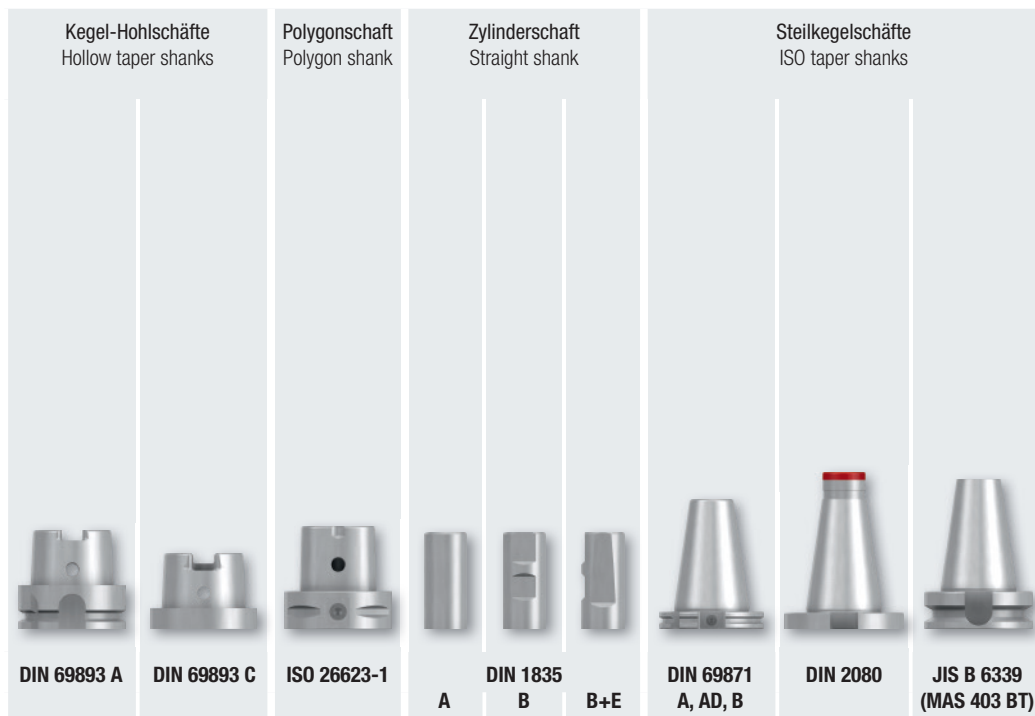 Kegel-Hohlschäfte
Hollow taper shanks
Polygonschaft
Polygon shank
Zylinderschaft
Straight shank
Steilkegelschäfte
ISO taper shanks
DIN 69893 A
DIN 69893 C
ISO 26623-1
DIN 1835
A
B
B+E
DIN 69871
A, AD, B
DIN 2080
JIS B 6339
(MAS 403 BT)